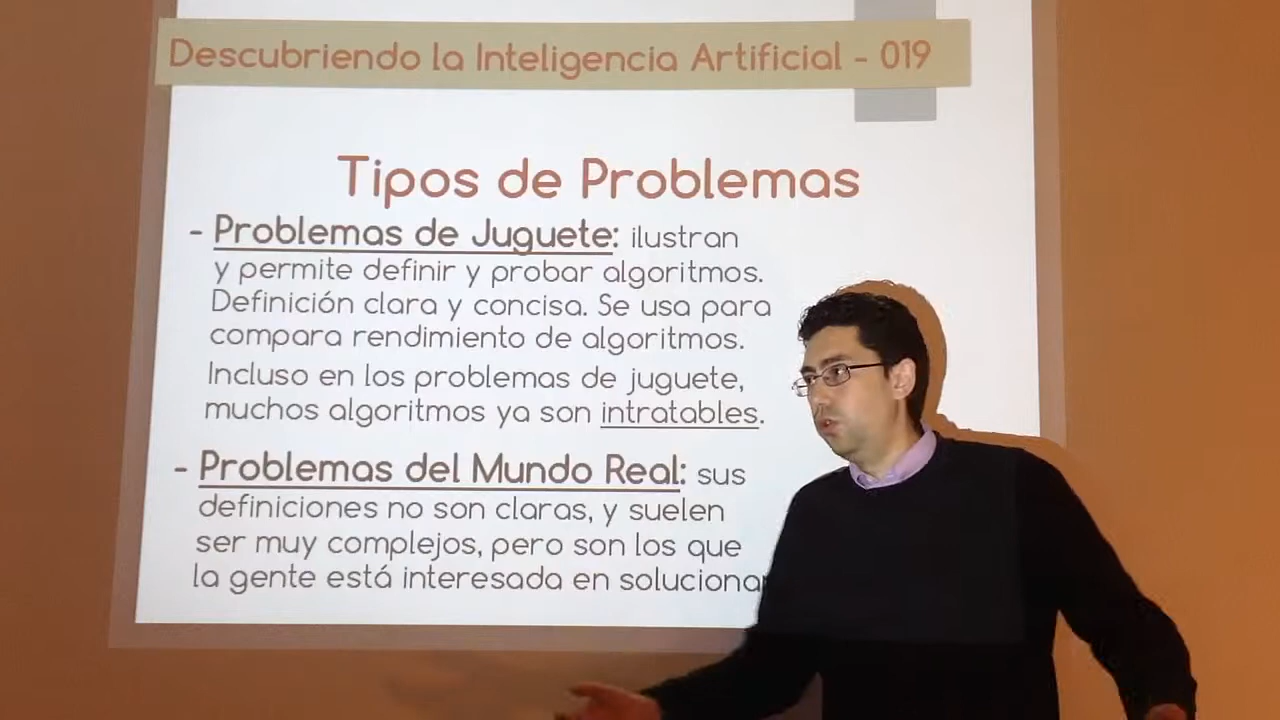 Descubriendo la Inteligencia Artificial - 019
Tipos de Problemas
- Problemas de Juguete: ilustran
y permite definir y probar algoritmos.
Definición clara y concisa. Se usa para
compara rendimiento de algoritmos.
Incluso en los problemas de juguete,
muchos algoritmos ya son intratables.
- Problemas del Mundo Real: sus
definiciones no son claras, y suelen
ser muy complejos, pero son los que
la gente está interesada en soluciona